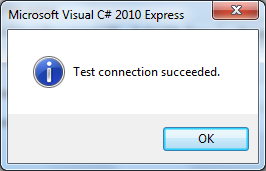 Microsoft Visual C# 2010 Express
Test connection succeeded.
OK